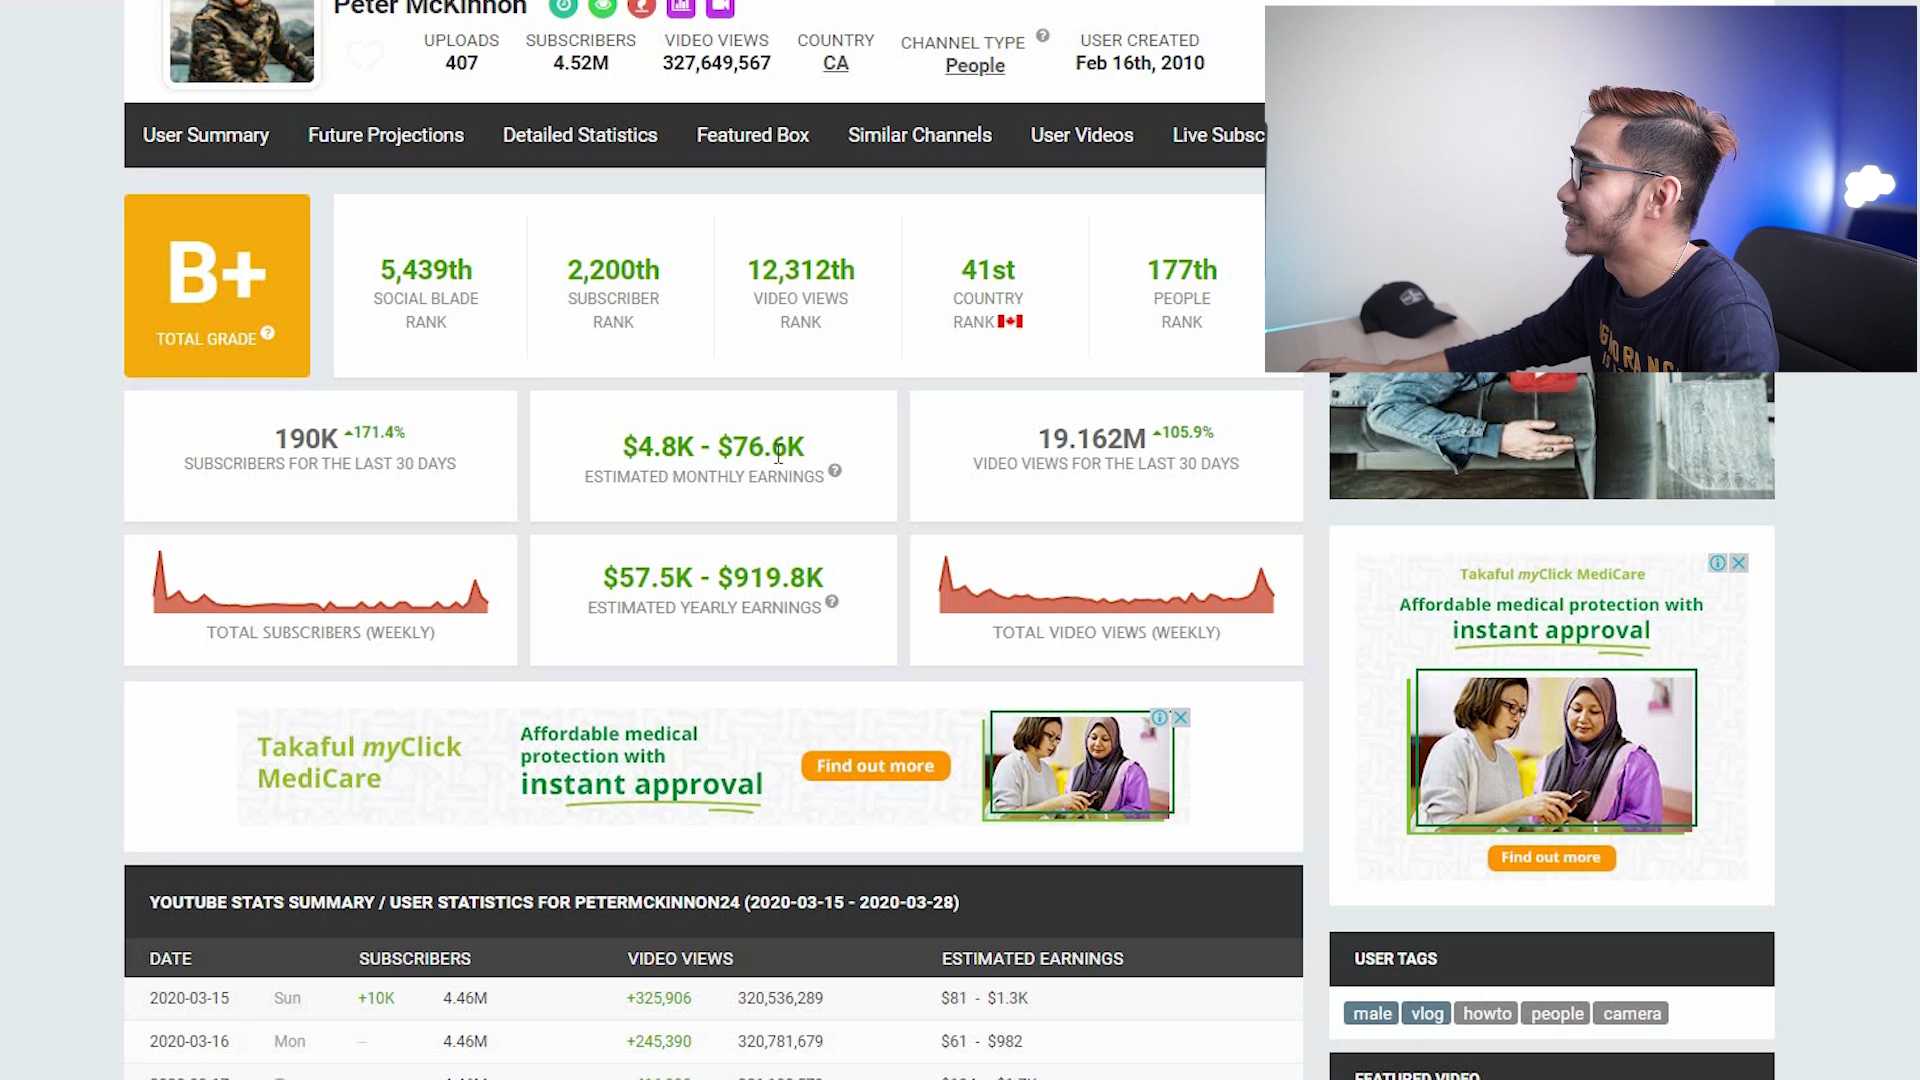 Peter McKinnon
UPLOADS
407
SUBSCRIBERS
4.52M
VIDEO VIEWS
327,649,567
COUNTRY
CA
CHANNEL TYPE ?
People
USER CREATED
Feb 16th, 2010
User Summary
Future Projections
Detailed Statistics
Featured Box
Similar Channels
User Videos
Live Subsc
B+
TOTAL GRADE ?
5,439th
SOCIAL BLADE
RANK
2,200th
SUBSCRIBER
RANK
12,312th
VIDEO VIEWS
RANK
41st
COUNTRY
RANK
177th
PEOPLE
RANK
190K 171.4%
SUBSCRIBERS FOR THE LAST 30 DAYS
$4.8K - $76.6K
ESTIMATED MONTHLY EARNINGS ?
19.162M 105.9%
VIDEO VIEWS FOR THE LAST 30 DAYS
TOTAL SUBSCRIBERS (WEEKLY)
$57.5K - $919.8K
ESTIMATED YEARLY EARNINGS ?
TOTAL VIDEO VIEWS (WEEKLY)
Takaful myClick MediCare
Affordable medical protection with
instant approval
Find out more
Takaful myClick
MediCare
Affordable medical
protection with
instant approval
Find out more
YOUTUBE STATS SUMMARY / USER STATISTICS FOR PETERMCKINNON24 (2020-03-15 - 2020-03-28)
DATE SUBSCRIBERS VIDEO VIEWS ESTIMATED EARNINGS
2020-03-15 Sun +10K 4.46M +325,906 320,536,289 $81 - $1.3K
2020-03-16 Mon – 4.46M +245,390 320,781,679 $61 - $982
USER TAGS
male vlog howto people camera
FEATURED VIDEO